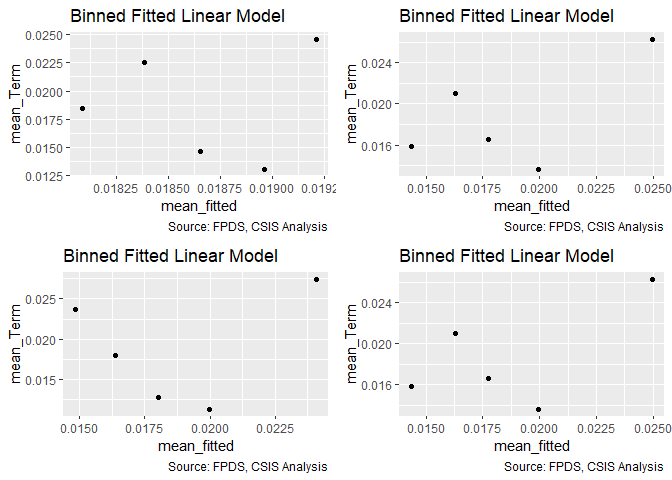 Binned Fitted Linear Model
mean_Term
0.0250
0.0225
0.0200
0.0175
0.0150
0.0125
0.01825 0.01850 0.01875 0.01900 0.0192
mean_fitted
Source: FPDS, CSIS Analysis
Binned Fitted Linear Model
mean_Term
0.024
0.020
0.016
0.0150 0.0175 0.0200 0.0225 0.0250
mean_fitted
Source: FPDS, CSIS Analysis
Binned Fitted Linear Model
mean_Term
0.025
0.020
0.015
0.0150 0.0175 0.0200 0.0225
mean_fitted
Source: FPDS, CSIS Analysis
Binned Fitted Linear Model
mean_Term
0.024
0.020
0.016
0.0150 0.0175 0.0200 0.0225 0.0250
mean_fitted
Source: FPDS, CSIS Analysis